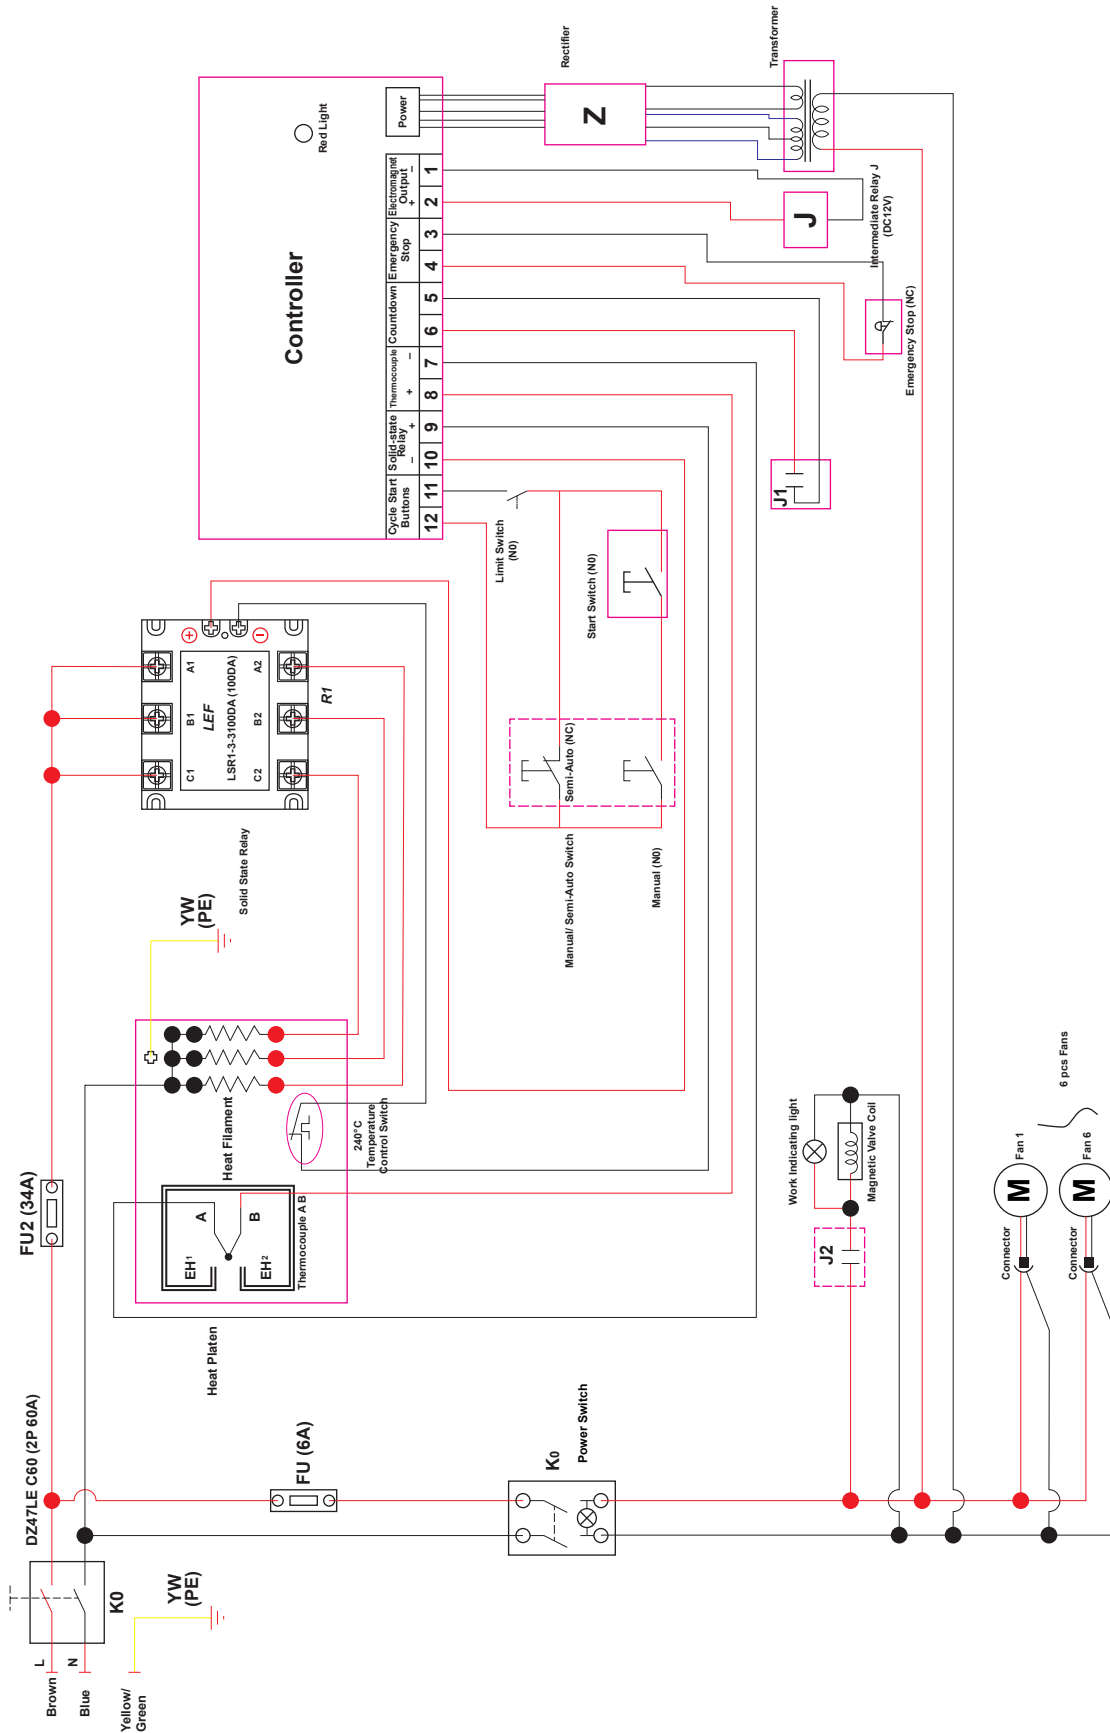 Brown
L
Blue
N
Yellow/
Green
K0
DZ47LE C60 (2P 60A)
YW
(PE)
FU2 (34A)
FU (6A)
K0
Power Switch
Heat Platen
EH1
EH2
A
B
Thermocouple A B
Heat Filament
240°C
Temperature
Control Switch
YW
(PE)
Solid State Relay
C1
B1
A1
LEF
LSR1-3-3100DA (100DA)
C2
B2
A2
R1
+
−
Controller
Red Light
Cycle Start
Buttons
Solid-state
Relay
−
+
Thermocouple
+
−
Countdown
Emergency
Stop
Electromagnet
Output
+
−
Power
12
11
10
9
8
7
6
5
4
3
2
1
Limit Switch
(N0)
Start Switch (N0)
Semi-Auto (NC)
Manual/ Semi-Auto Switch
Manual (N0)
Rectifier
Z
Transformer
J
Intermediate Relay J
(DC12V)
Emergency Stop (NC)
J1
J2
Work Indicating light
Magnetic Valve Coil
Connector
M
Fan 1
Connector
M
Fan 6
6 pcs Fans